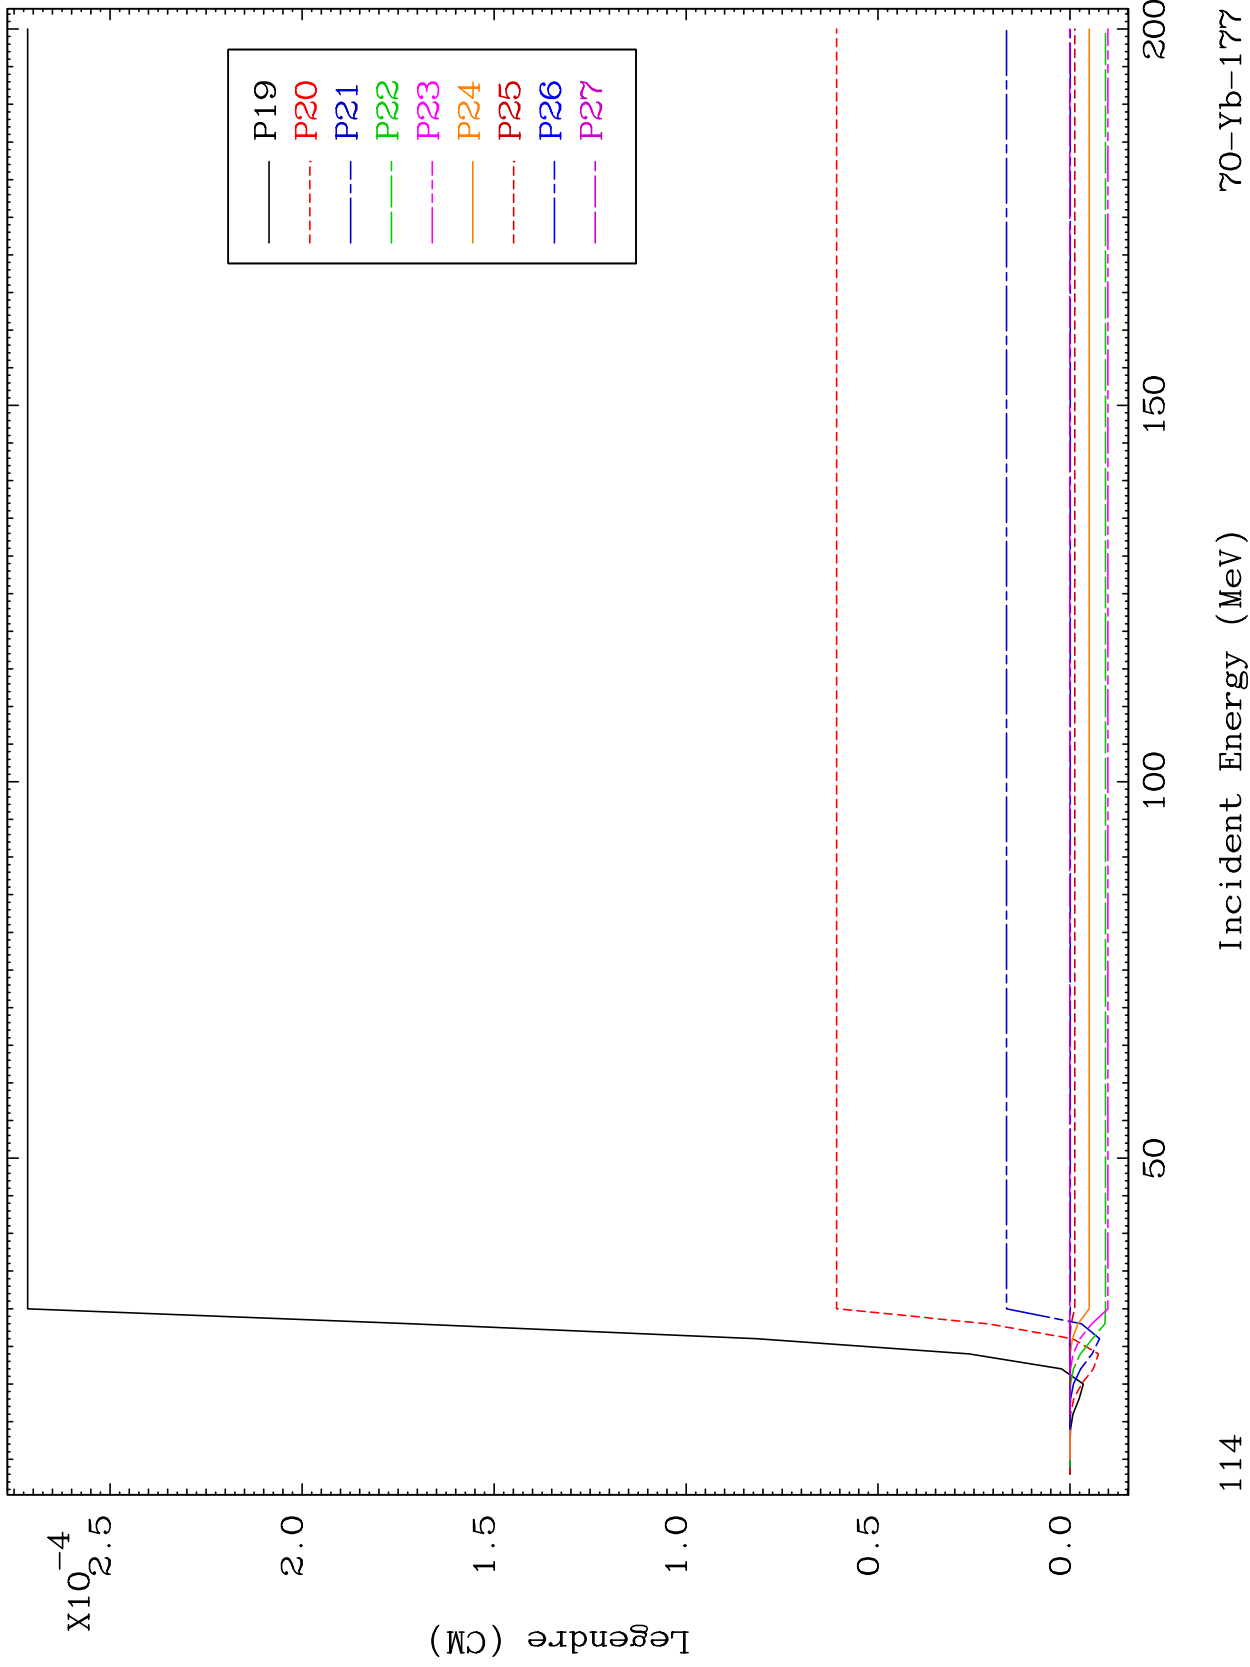 X10-4
2.5
2.0
1.5
1.0
0.5
0.0
Legendre (CM)
P19
P20
P21
P22
P23
P24
P25
P26
P27
50
100
150
200
114
Incident Energy (MeV)
70-Yb-177